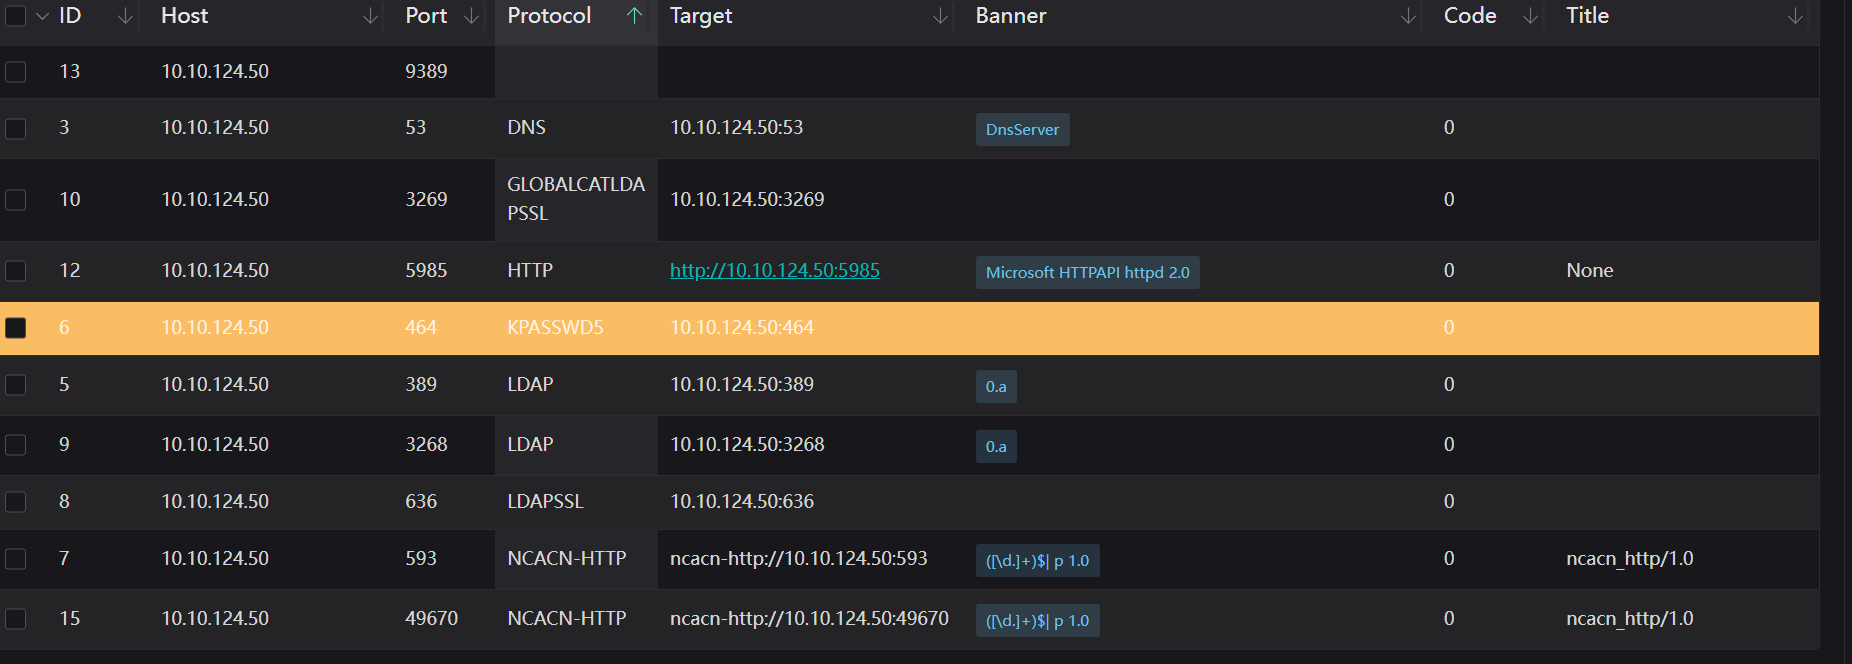 ID Host Port Protocol Target Banner Code Title
13 10.10.124.50 9389
3 10.10.124.50 53 DNS 10.10.124.50:53 DnsServer 0
10 10.10.124.50 3269 GLOBALCATLDA
PSSL 10.10.124.50:3269 0
12 10.10.124.50 5985 HTTP http://10.10.124.50:5985 Microsoft HTTPAPI httpd 2.0 0 None
6 10.10.124.50 464 KPASSWD5 10.10.124.50:464 0
5 10.10.124.50 389 LDAP 10.10.124.50:389 0.a 0
9 10.10.124.50 3268 LDAP 10.10.124.50:3268 0.a 0
8 10.10.124.50 636 LDAPSSL 10.10.124.50:636 0
7 10.10.124.50 593 NCACN-HTTP ncacn-http://10.10.124.50:593 ([\d.]+)$| p 1.0 0 ncacn_http/1.0
15 10.10.124.50 49670 NCACN-HTTP ncacn-http://10.10.124.50:49670 ([\d.]+)$| p 1.0 0 ncacn_http/1.0